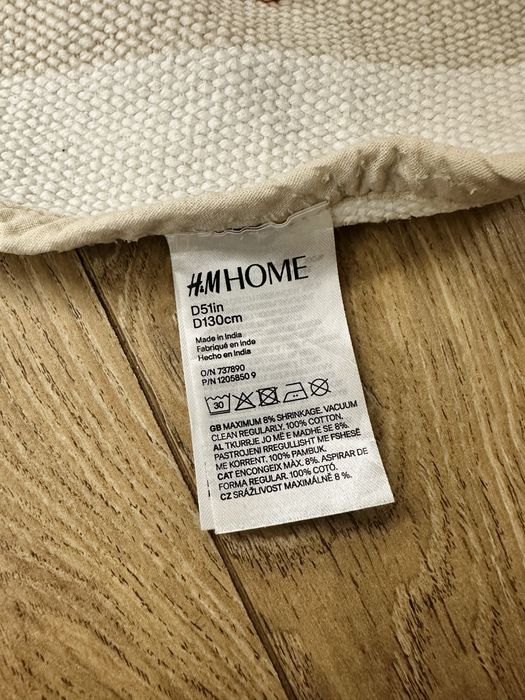 H&M HOME
D51in
D130cm
Made in India
Fabriqué en Inde
Hecho en India
O/N 737890
P/N 1205850 9
30
GB MAXIMUM 8% SHRINKAGE. VACUUM
CLEAN REGULARLY. 100% COTTON.
AL TKURRJE JO MË E MADHE SE 8%.
PASTROJENI RREGULLISHT ME FSHESË
ME KORRENT. 100% PAMBUK.
CAT ENCONGEIX MÀX. 8%. ASPIRAR DE
FORMA REGULAR. 100% COTÓ.
CZ SRÁŽLIVOST MAXIMÁLNĚ 8 %.